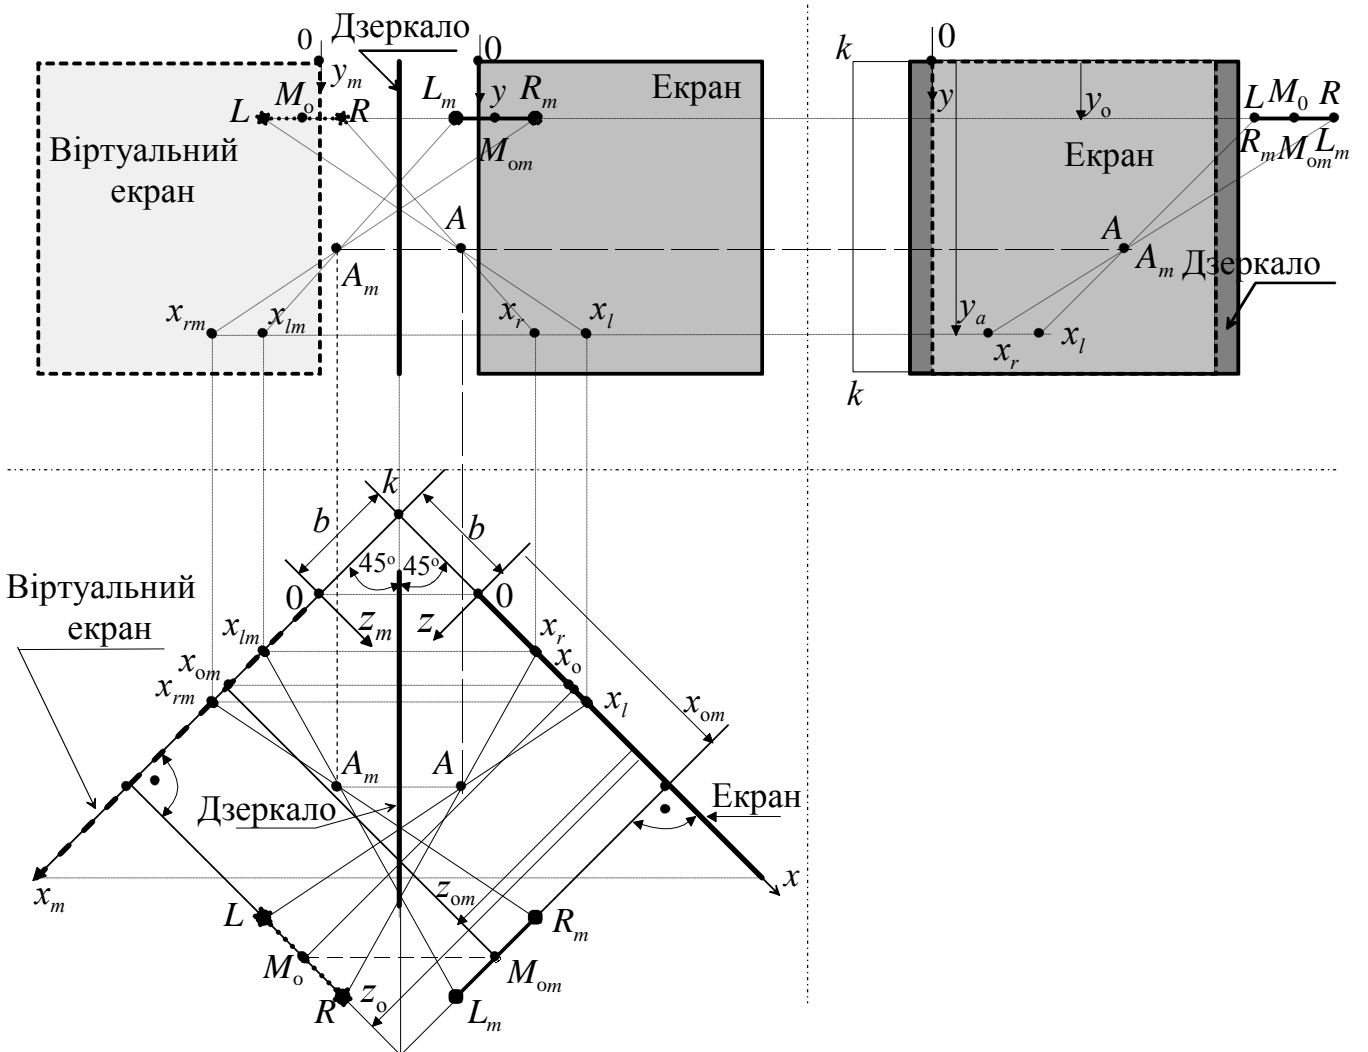 Дзеркало
0
0
k
0
y_m
L_m
y
R_m
Екран
y
y_o
L
M_o
R
L
M_0
R
M_om
R_m
M_om
L_m
Віртуальний
екран
Екран
A
A
A_m
A_m
Дзеркало
x_rm
x_lm
x_r
x_l
y_a
x_r
x_l
k
k
b
b
45°
45°
Віртуальний
екран
0
0
z_m
z
x_lm
x_r
x_om
x_o
x_rm
x_l
x_om
A_m
A
Дзеркало
Екран
x_m
z_om
x
L
R_m
M_o
M_om
R
z_o
L_m